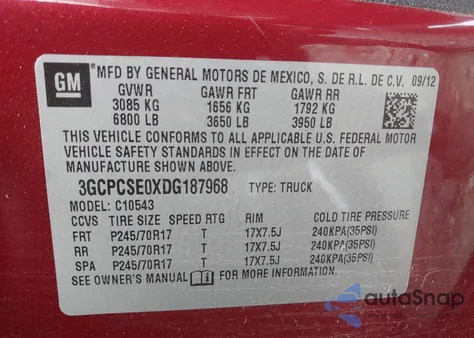 GM
MFD BY GENERAL MOTORS DE MEXICO, S. DE R.L. DE C.V. 09/12
GVWR GAWR FRT GAWR RR
3085 KG 1656 KG 1792 KG
6800 LB 3650 LB 3950 LB
THIS VEHICLE CONFORMS TO ALL APPLICABLE U.S. FEDERAL MOTOR
VEHICLE SAFETY STANDARDS IN EFFECT ON THE DATE OF
MANUFACTURE SHOWN ABOVE.
3GCPCSE0XDG187968 TYPE: TRUCK
MODEL: C10543
CCVS TIRE SIZE SPEED RTG RIM COLD TIRE PRESSURE
FRT P245/70R17 T 17X7.5J 240KPA(35PSI)
RR P245/70R17 T 17X7.5J 240KPA(35PSI)
SPA P245/70R17 T 17X7.5J 240KPA(35PSI)
SEE OWNER'S MANUAL i FOR MORE INFORMATION.
autoSnap